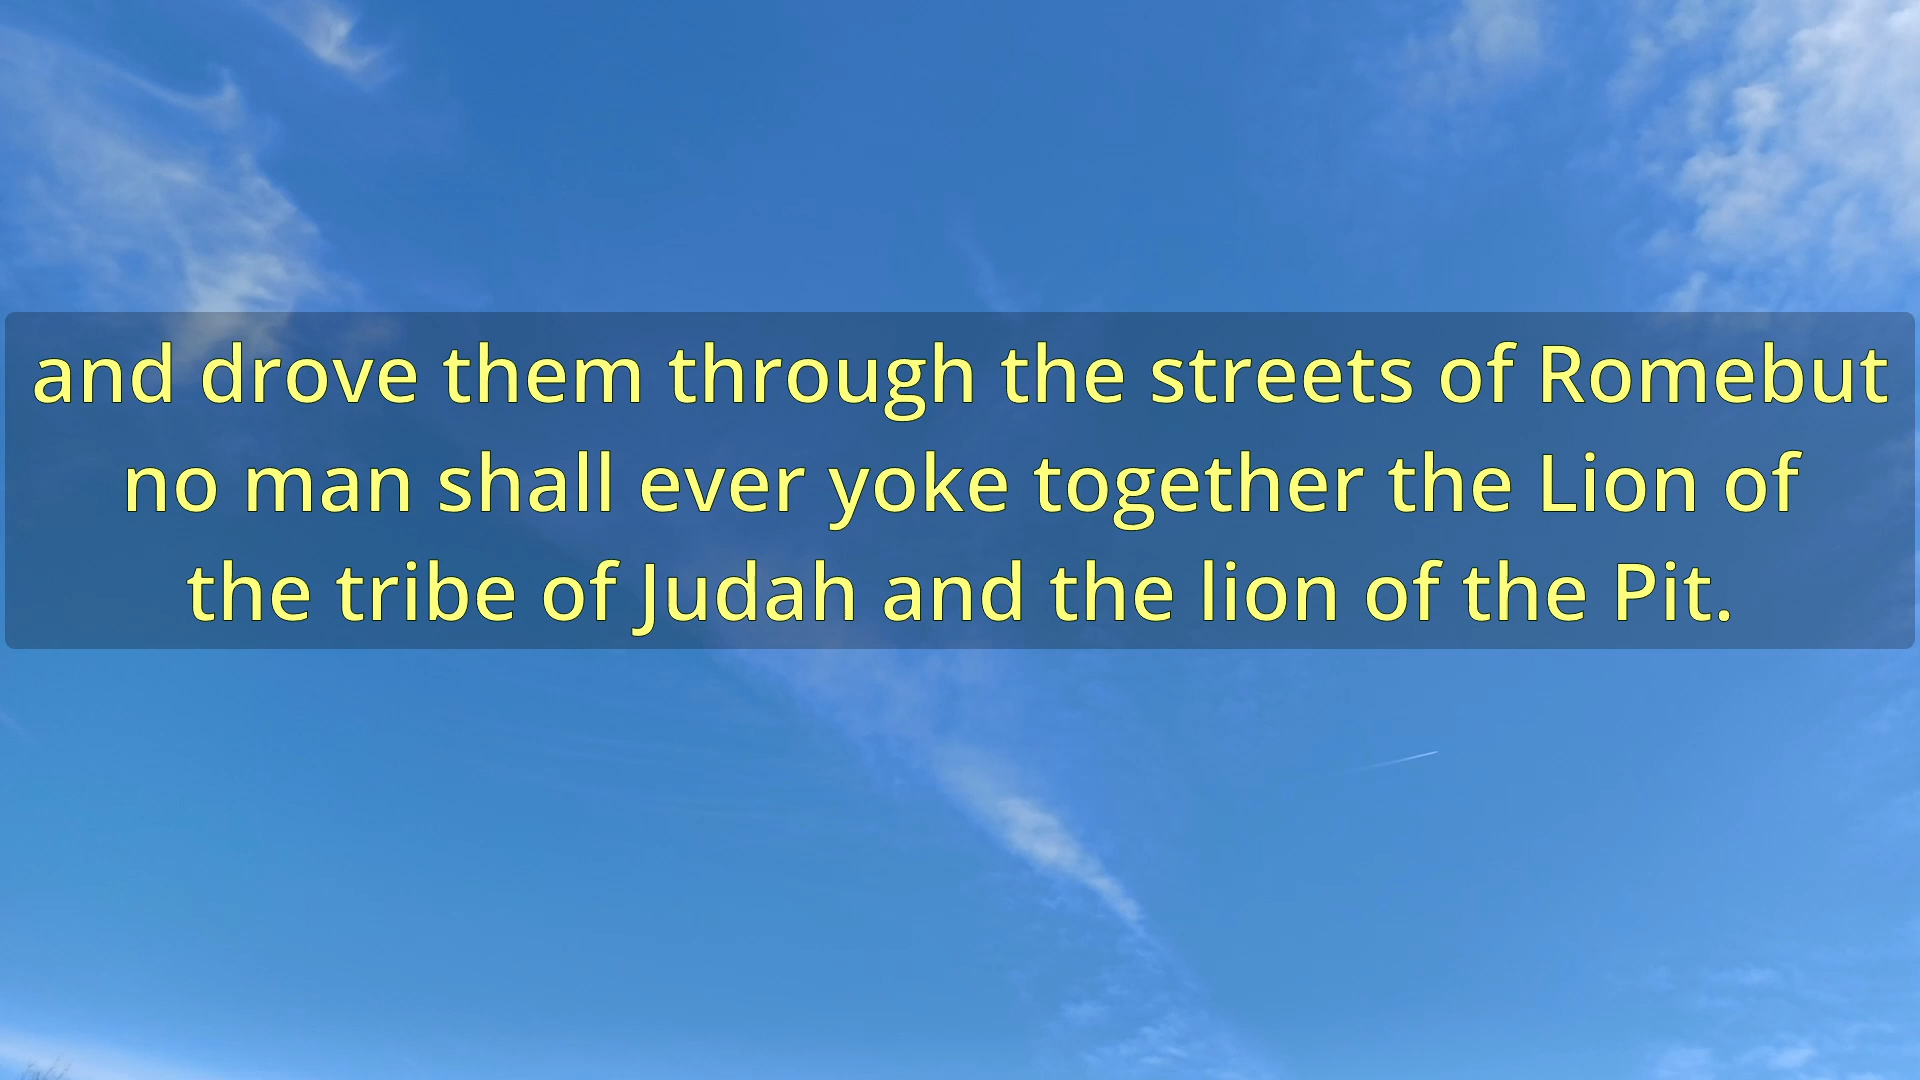 and drove them through the streets of Romebut
no man shall ever yoke together the Lion of
the tribe of Judah and the lion of the Pit.